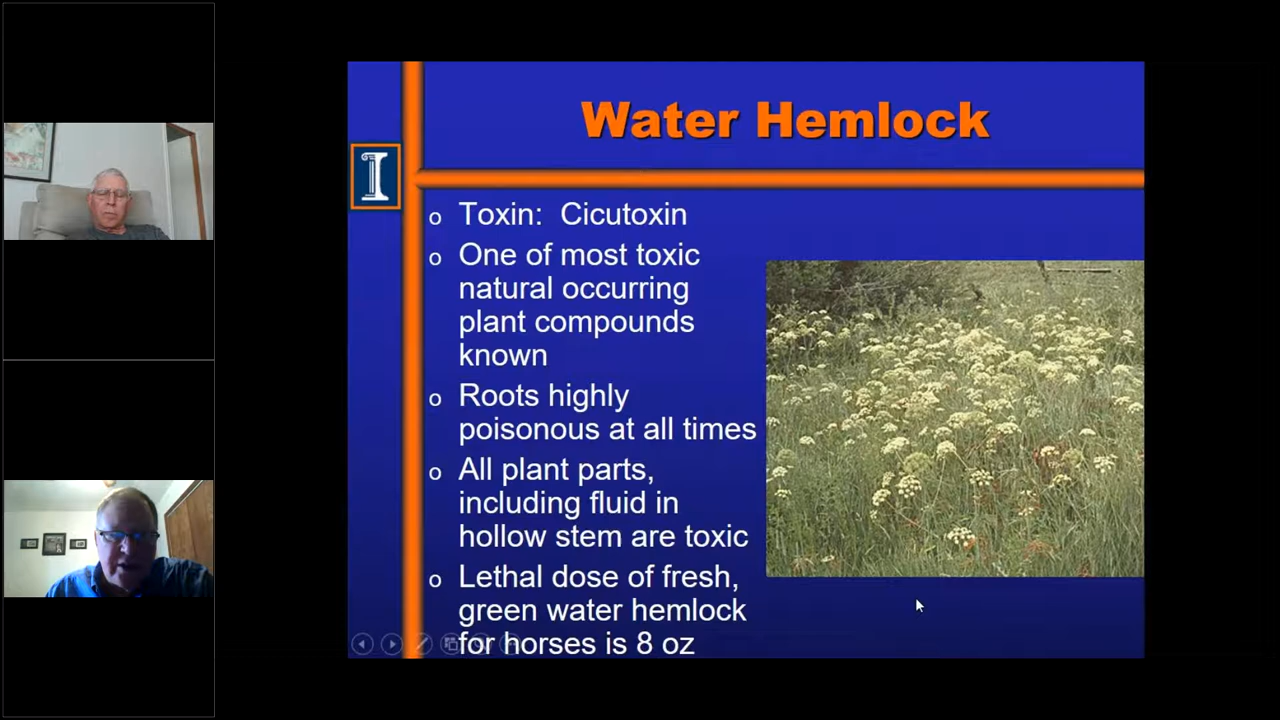 Water Hemlock
I
o Toxin: Cicutoxin
o One of most toxic
natural occurring
plant compounds
known
o Roots highly
poisonous at all times
o All plant parts,
including fluid in
hollow stem are toxic
o Lethal dose of fresh,
green water hemlock
for horses is 8 oz